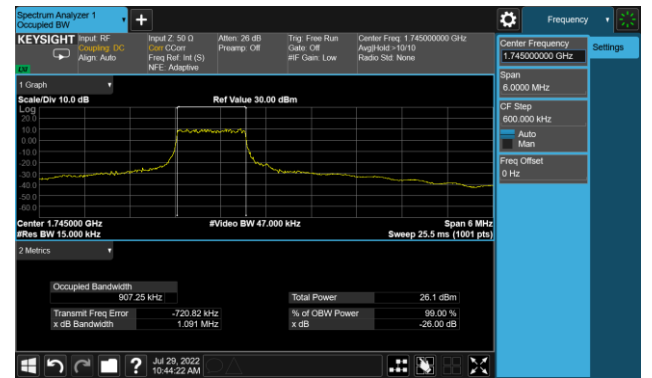 Spectrum Analyzer 1
Occupied BW
Frequency
KEYSIGHT
Input: RF
Coupling: DC
Align: Auto
Input Z: 50 Ω
Corr CCorr
Freq Ref: Int (S)
NFE: Adaptive
Atten: 26 dB
Preamp: Off
Trig: Free Run
Gate: Off
#IF Gain: Low
Center Freq: 1.745000000 GHz
Avg|Hold:>10/10
Radio Std: None
Center Frequency
1.745000000 GHz
Settings
Span
6.0000 MHz
CF Step
600.000 kHz
Auto
Man
Freq Offset
0 Hz
1 Graph
Scale/Div 10.0 dB
Ref Value 30.00 dBm
Log
20.0
10.0
0.00
-10.0
-20.0
-30.0
-40.0
-50.0
-60.0
Center 1.745000 GHz
#Video BW 47.000 kHz
Span 6 MHz
#Res BW 15.000 kHz
Sweep 25.5 ms (1001 pts)
2 Metrics
Occupied Bandwidth
907.25 kHz
Total Power 26.1 dBm
Transmit Freq Error -720.82 kHz
% of OBW Power 99.00 %
x dB Bandwidth 1.091 MHz
x dB -26.00 dB
?
Jul 29, 2022
10:44:22 AM